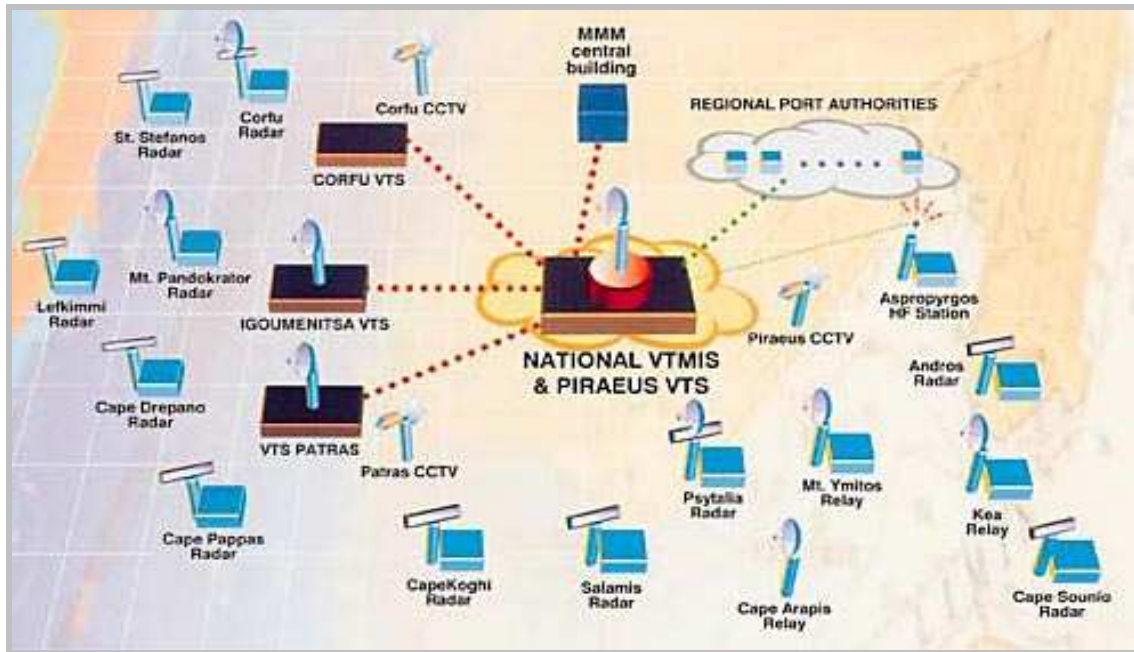 MMM
central
building
REGIONAL PORT AUTHORITIES
Corfu CCTV
Corfu
Radar
St. Stefanos
Radar
CORFU VTS
Mt. Pandokrator
Radar
Lefkimmi
Radar
IGOUMENITSA VTS
Aspropyrgos
HF Station
Piraeus CCTV
NATIONAL VTMIS
& PIRAEUS VTS
Andros
Radar
Cape Drepano
Radar
VTS PATRAS
Patras CCTV
Psytalia
Radar
Mt. Ymitos
Relay
Kea
Relay
Cape Pappas
Radar
CapeKoghi
Radar
Salamis
Radar
Cape Arapis
Relay
Cape Sounio
Radar